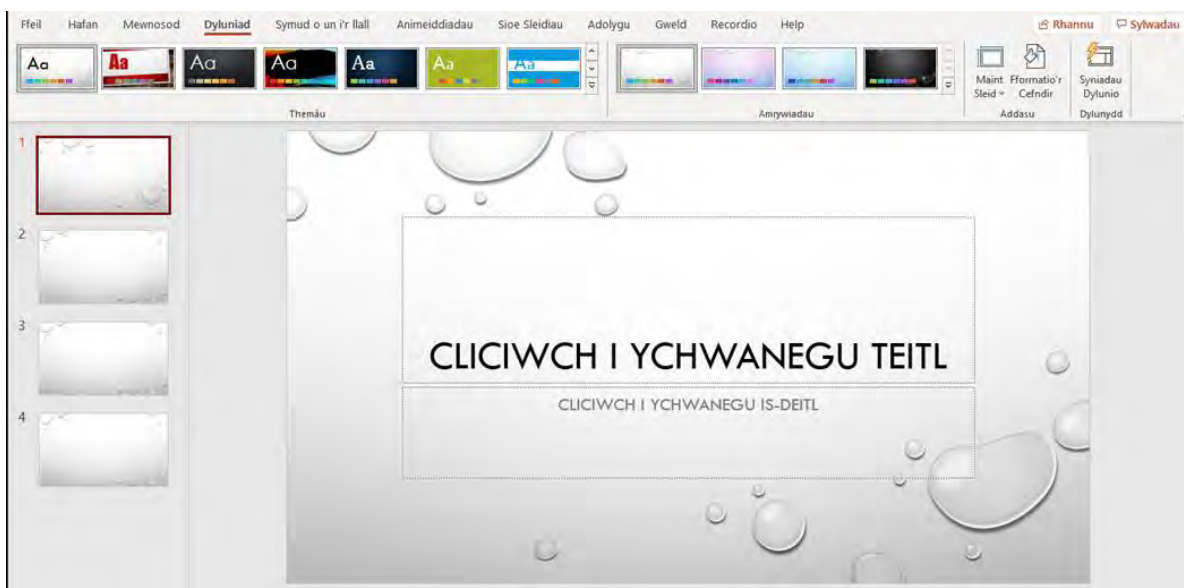 Ffeil Hafan Mewnosod Dyluniad Symud o un i'r llall Animeiddiadau Sioe Sleidiau Adolygu Gweld Recordio Help Rhannu Sylwadau
Aa Aa Aa Aa Aa Aa Aa
Maint Sleid
Fformatio'r Cefndir
Syniadau Dylunio
Themâu Amrywiadau Addasu Dylunydd
1
2
3
4
CLICIWCH I YCHWANEGU TEITL
CLICIWCH I YCHWANEGU IS-DEITL